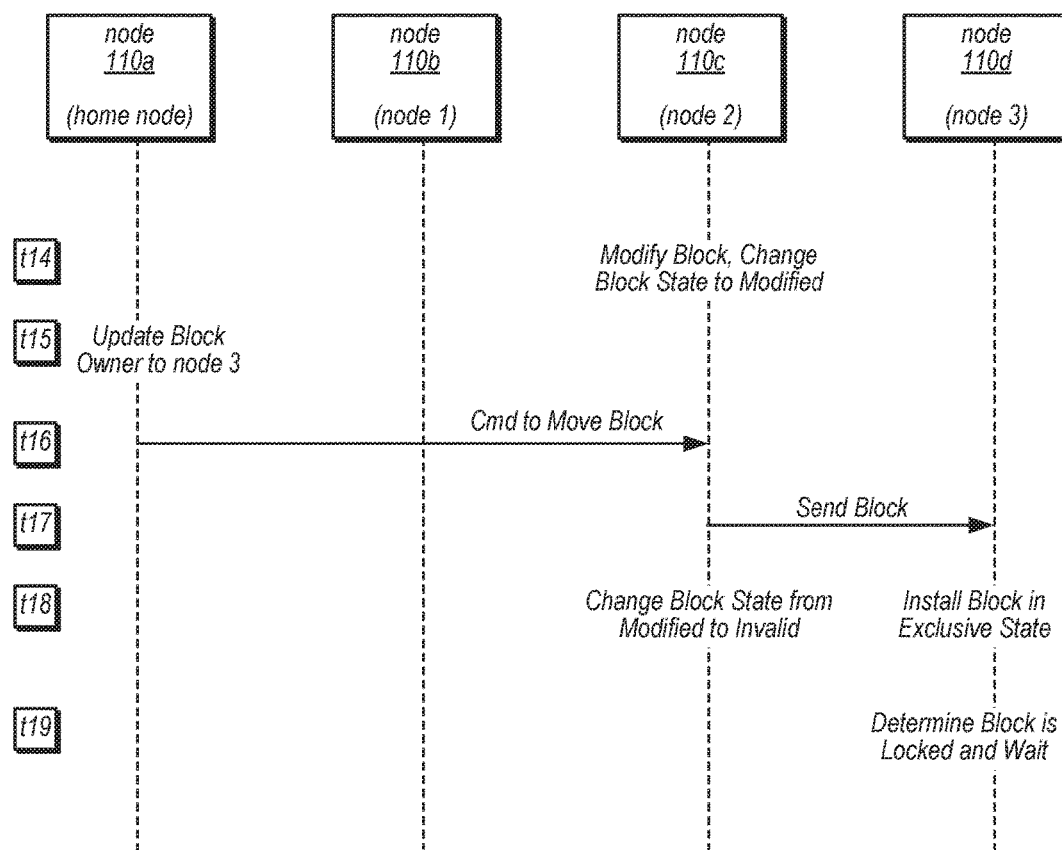 node
110a
(home node)
node
110b
(node 1)
node
110c
(node 2)
node
110d
(node 3)
t14
Modify Block, Change
Block State to Modified
t15
Update Block
Owner to node 3
t16
Cmd to Move Block
t17
Send Block
t18
Change Block State from
Modified to Invalid
Install Block in
Exclusive State
t19
Determine Block is
Locked and Wait